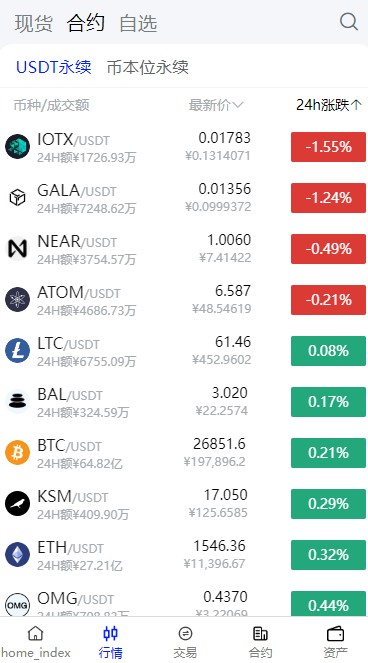 现货 合约 自选
USDT永续 币本位永续
币种/成交额 最新价 24h涨跌↑
IOTX/USDT 0.01783 -1.55%
24H额¥1726.93万 ¥0.1314071
GALA/USDT 0.01356 -1.24%
24H额¥7248.62万 ¥0.0999372
NEAR/USDT 1.0060 -0.49%
24H额¥3754.57万 ¥7.41422
ATOM/USDT 6.587 -0.21%
24H额¥4686.73万 ¥48.54619
LTC/USDT 61.46 0.08%
24H额¥6755.09万 ¥452.9602
BAL/USDT 3.020 0.17%
24H额¥324.59万 ¥22.2574
BTC/USDT 26851.6 0.21%
24H额¥64.82亿 ¥197,896.2
KSM/USDT 17.050 0.29%
24H额¥409.90万 ¥125.6585
ETH/USDT 1546.36 0.32%
24H额¥27.21亿 ¥11,396.67
OMG OMG/USDT 0.4370 0.44%
home_index 行情 交易 合约 资产